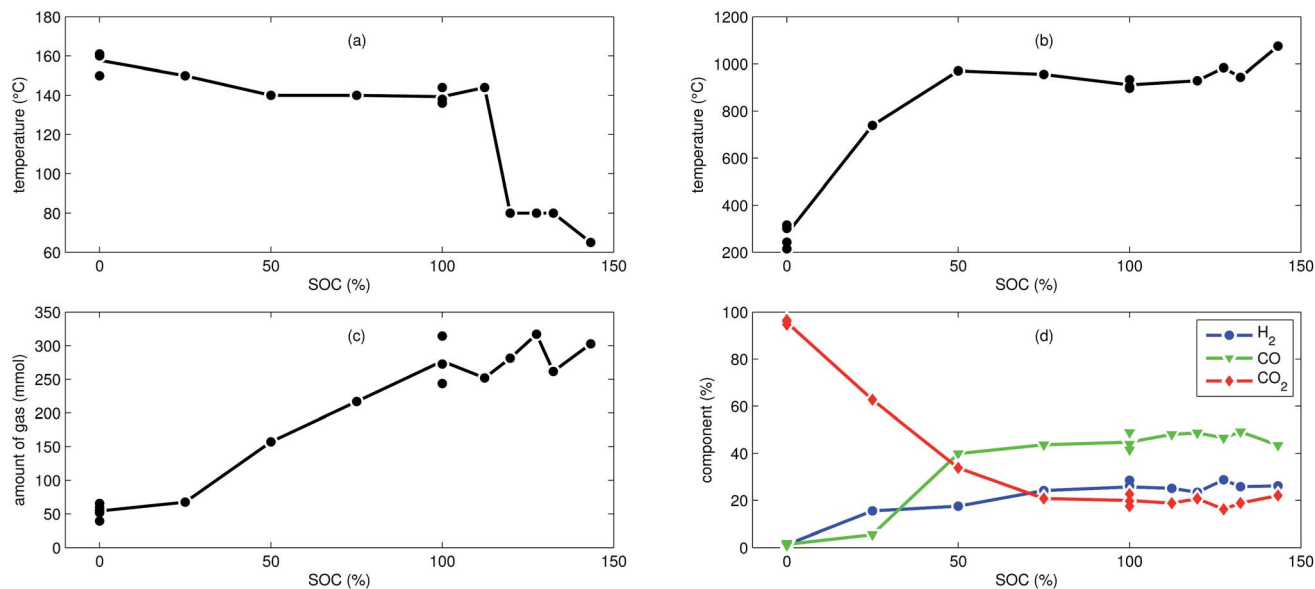 (a)
temperature (°C)
180
160
140
120
100
80
60
0
50
100
150
SOC (%)
(b)
temperature (°C)
1200
1000
800
600
400
200
0
50
100
150
SOC (%)
(c)
amount of gas (mmol)
350
300
250
200
150
100
50
0
0
50
100
150
SOC (%)
(d)
component (%)
100
80
60
40
20
0
0
50
100
150
SOC (%)
H2
CO
CO2